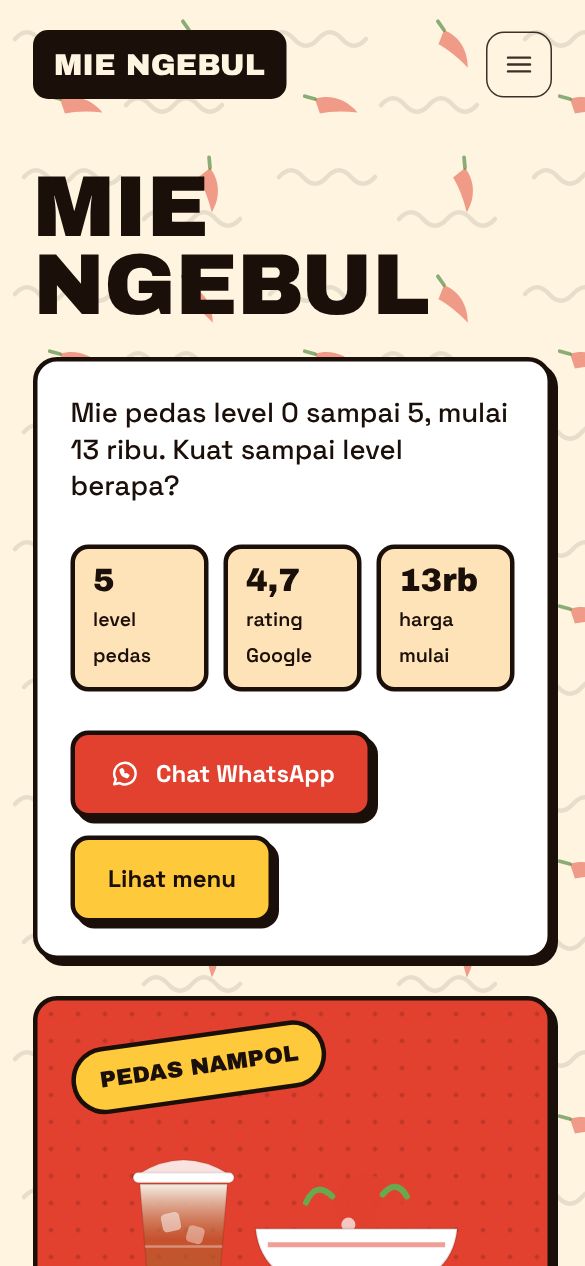 MIE NGEBUL
MIE
NGEBUL
Mie pedas level 0 sampai 5, mulai
13 ribu. Kuat sampai level
berapa?
5
level
pedas
4,7
rating
Google
13rb
harga
mulai
Chat WhatsApp
Lihat menu
PEDAS NAMPOL